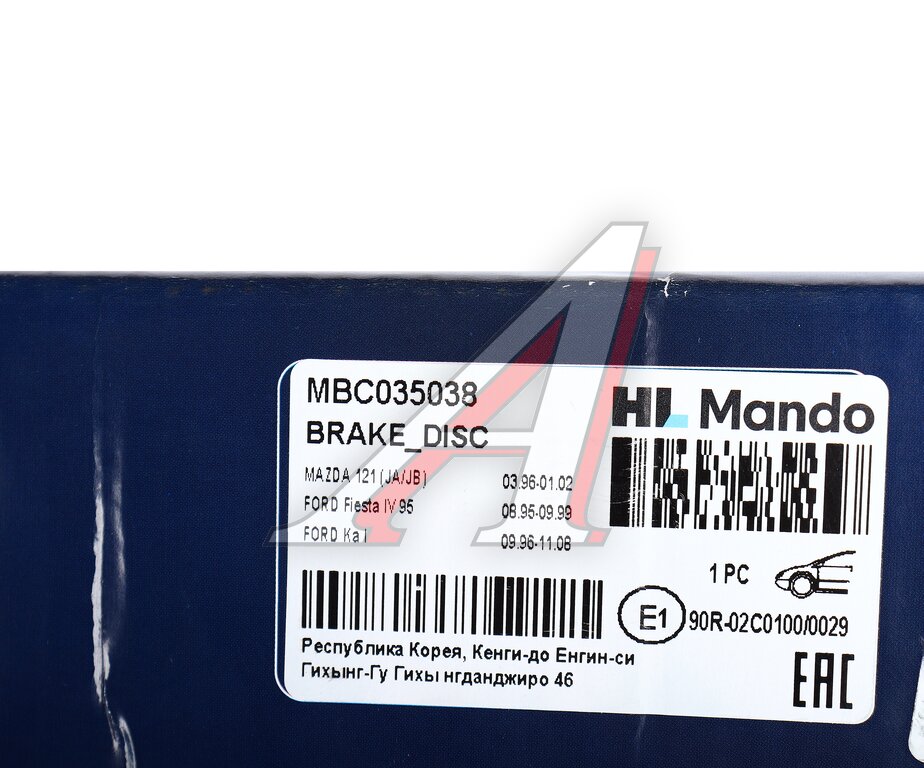 MBC035038
BRAKE_DISC
HL Mando
MAZDA 121 (JA/JB) 03.96-01.02
FORD Fiesta IV 95 08.95-09.99
FORD Ka I 09.96-11.08
1 PC
E1 90R-02C0100/0029
Республика Корея, Кенги-до Енгин-си
Гихынг-Гу Гихы нгданджиро 46
EAC